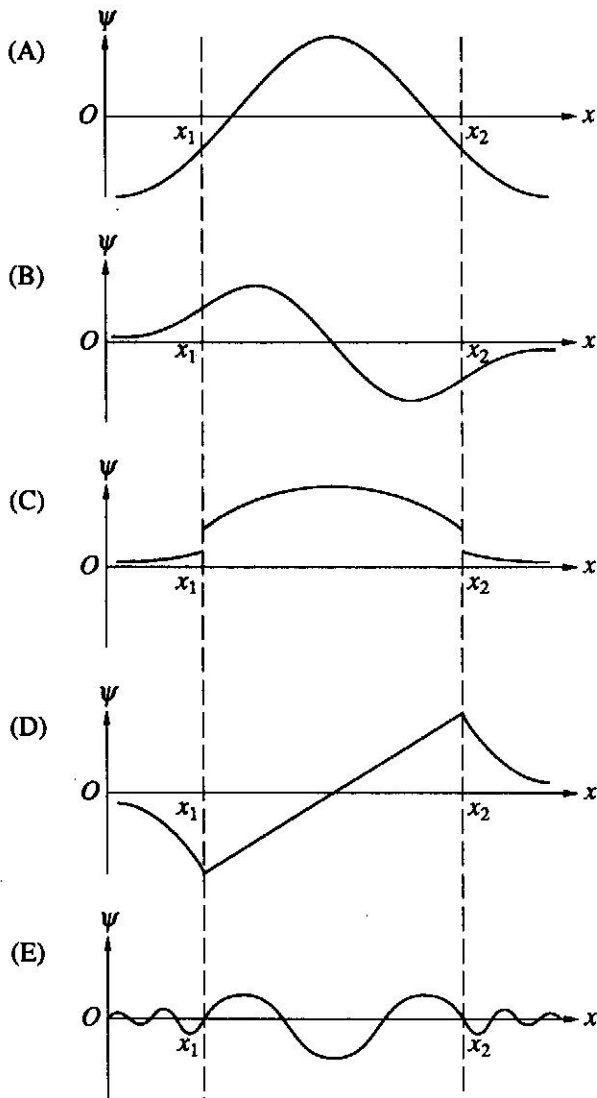 ψ
(A)
O x₁ x₂ x
ψ
(B)
O x₁ x₂ x
ψ
(C)
O x₁ x₂ x
ψ
(D)
O x₁ x₂ x
ψ
(E)
O x₁ x₂ x